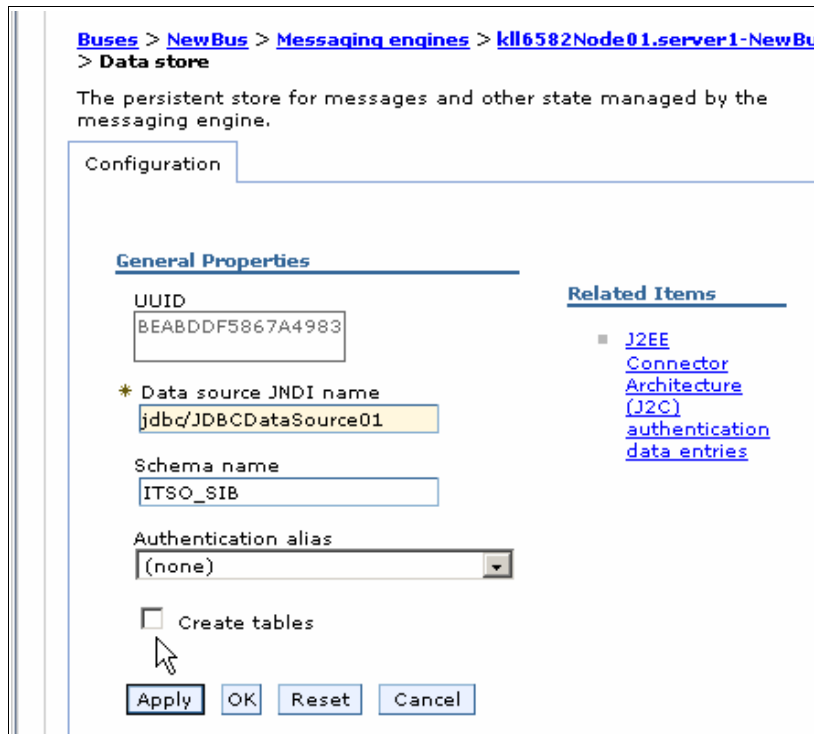 Buses > NewBus > Messaging engines > kll6582Node01.server1-NewBu
> Data store
The persistent store for messages and other state managed by the
messaging engine.
Configuration
General Properties
UUID
BEABDDF5867A4983
* Data source JNDI name
jdbc/JDBCDataSource01
Schema name
ITSO_SIB
Authentication alias
(none)
Create tables
Apply OK Reset Cancel
Related Items
J2EE
Connector
Architecture
(J2C)
authentication
data entries